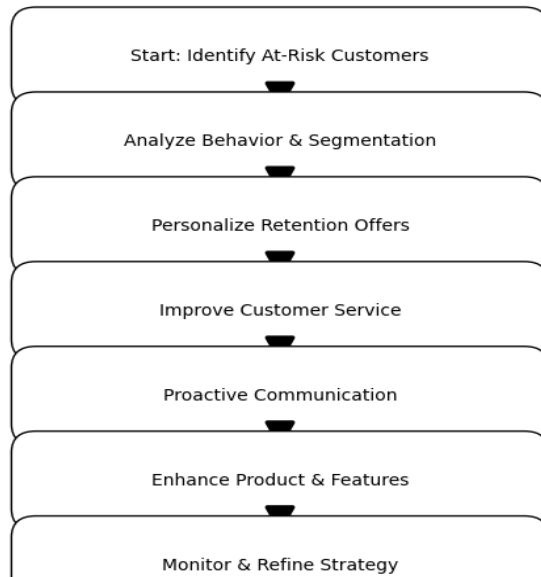 Start: Identify At-Risk Customers
Analyze Behavior & Segmentation
Personalize Retention Offers
Improve Customer Service
Proactive Communication
Enhance Product & Features
Monitor & Refine Strategy